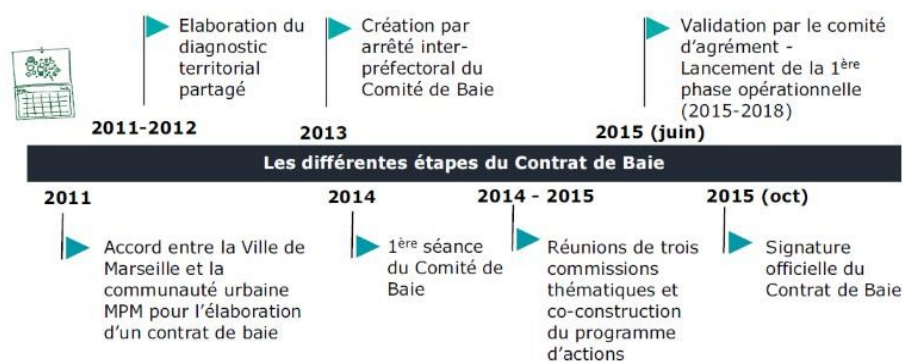 Elaboration du
diagnostic
territorial
partagé
2011-2012
Création par
arrêté inter-
préfectoral du
Comité de Baie
2013
Validation par le comité
d'agrément -
Lancement de la 1ère
phase opérationnelle
(2015-2018)
2015 (juin)
Les différentes étapes du Contrat de Baie
2011
Accord entre la Ville de
Marseille et la
communauté urbaine
MPM pour l'élaboration
d'un contrat de baie
2014
1ère séance
du Comité de
Baie
2014 - 2015
Réunions de trois
commissions
thématiques et
co-construction
du programme
d'actions
2015 (oct)
Signature
officielle du
Contrat de Baie